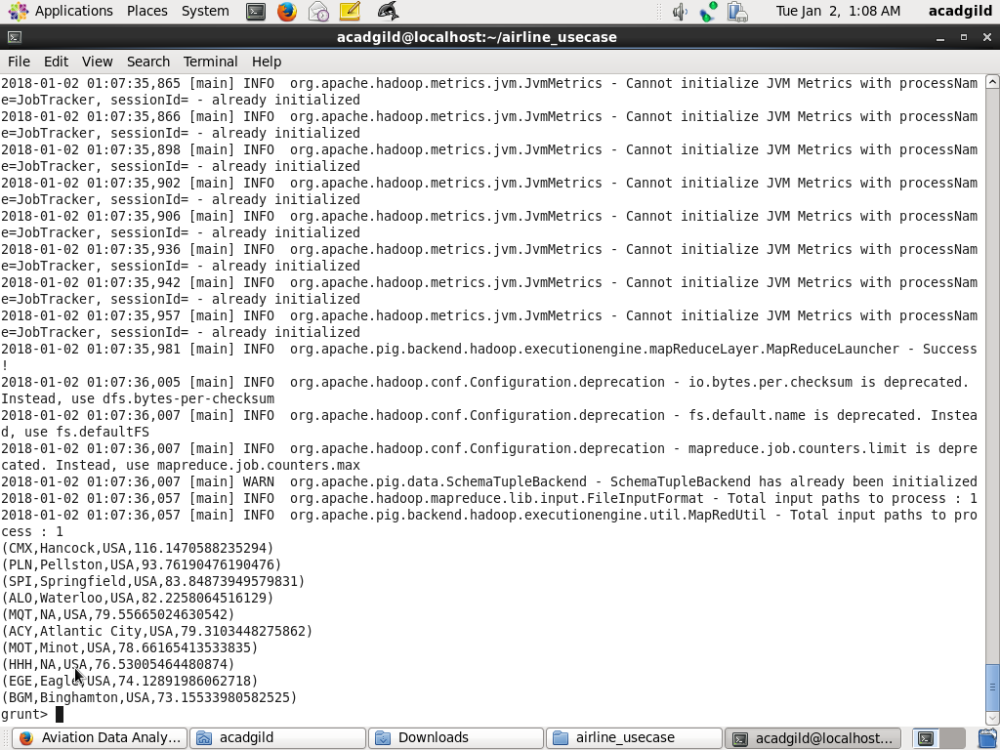 Applications Places System Tue Jan 2, 1:08 AM acadgild
acadgild@localhost:~/airline_usecase
File Edit View Search Terminal Help
2018-01-02 01:07:35,865 [main] INFO  org.apache.hadoop.metrics.jvm.JvmMetrics - Cannot initialize JVM Metrics with processNam
e=JobTracker, sessionId= - already initialized
2018-01-02 01:07:35,866 [main] INFO  org.apache.hadoop.metrics.jvm.JvmMetrics - Cannot initialize JVM Metrics with processNam
e=JobTracker, sessionId= - already initialized
2018-01-02 01:07:35,898 [main] INFO  org.apache.hadoop.metrics.jvm.JvmMetrics - Cannot initialize JVM Metrics with processNam
e=JobTracker, sessionId= - already initialized
2018-01-02 01:07:35,902 [main] INFO  org.apache.hadoop.metrics.jvm.JvmMetrics - Cannot initialize JVM Metrics with processNam
e=JobTracker, sessionId= - already initialized
2018-01-02 01:07:35,906 [main] INFO  org.apache.hadoop.metrics.jvm.JvmMetrics - Cannot initialize JVM Metrics with processNam
e=JobTracker, sessionId= - already initialized
2018-01-02 01:07:35,936 [main] INFO  org.apache.hadoop.metrics.jvm.JvmMetrics - Cannot initialize JVM Metrics with processNam
e=JobTracker, sessionId= - already initialized
2018-01-02 01:07:35,942 [main] INFO  org.apache.hadoop.metrics.jvm.JvmMetrics - Cannot initialize JVM Metrics with processNam
e=JobTracker, sessionId= - already initialized
2018-01-02 01:07:35,957 [main] INFO  org.apache.hadoop.metrics.jvm.JvmMetrics - Cannot initialize JVM Metrics with processNam
e=JobTracker, sessionId= - already initialized
2018-01-02 01:07:35,981 [main] INFO  org.apache.pig.backend.hadoop.executionengine.mapReduceLayer.MapReduceLauncher - Success
!
2018-01-02 01:07:36,005 [main] INFO  org.apache.hadoop.conf.Configuration.deprecation - io.bytes.per.checksum is deprecated.
Instead, use dfs.bytes-per-checksum
2018-01-02 01:07:36,007 [main] INFO  org.apache.hadoop.conf.Configuration.deprecation - fs.default.name is deprecated. Instea
d, use fs.defaultFS
2018-01-02 01:07:36,007 [main] INFO  org.apache.hadoop.conf.Configuration.deprecation - mapreduce.job.counters.limit is depre
cated. Instead, use mapreduce.job.counters.max
2018-01-02 01:07:36,007 [main] WARN  org.apache.pig.data.SchemaTupleBackend - SchemaTupleBackend has already been initialized
2018-01-02 01:07:36,057 [main] INFO  org.apache.hadoop.mapreduce.lib.input.FileInputFormat - Total input paths to process : 1
2018-01-02 01:07:36,057 [main] INFO  org.apache.pig.backend.hadoop.executionengine.util.MapRedUtil - Total input paths to pro
cess : 1
(CMX,Hancock,USA,116.1470588235294)
(PLN,Pellston,USA,93.76190476190476)
(SPI,Springfield,USA,83.84873949579831)
(ALO,Waterloo,USA,82.2258064516129)
(MQT,NA,USA,79.55665024630542)
(ACY,Atlantic City,USA,79.3103448275862)
(MOT,Minot,USA,78.66165413533835)
(HHH,NA,USA,76.53005464480874)
(EGE,Eagle,USA,74.12891986062718)
(BGM,Binghamton,USA,73.15533980582525)
grunt>
Aviation Data Analy... acadgild Downloads airline_usecase acadgild@localhost...